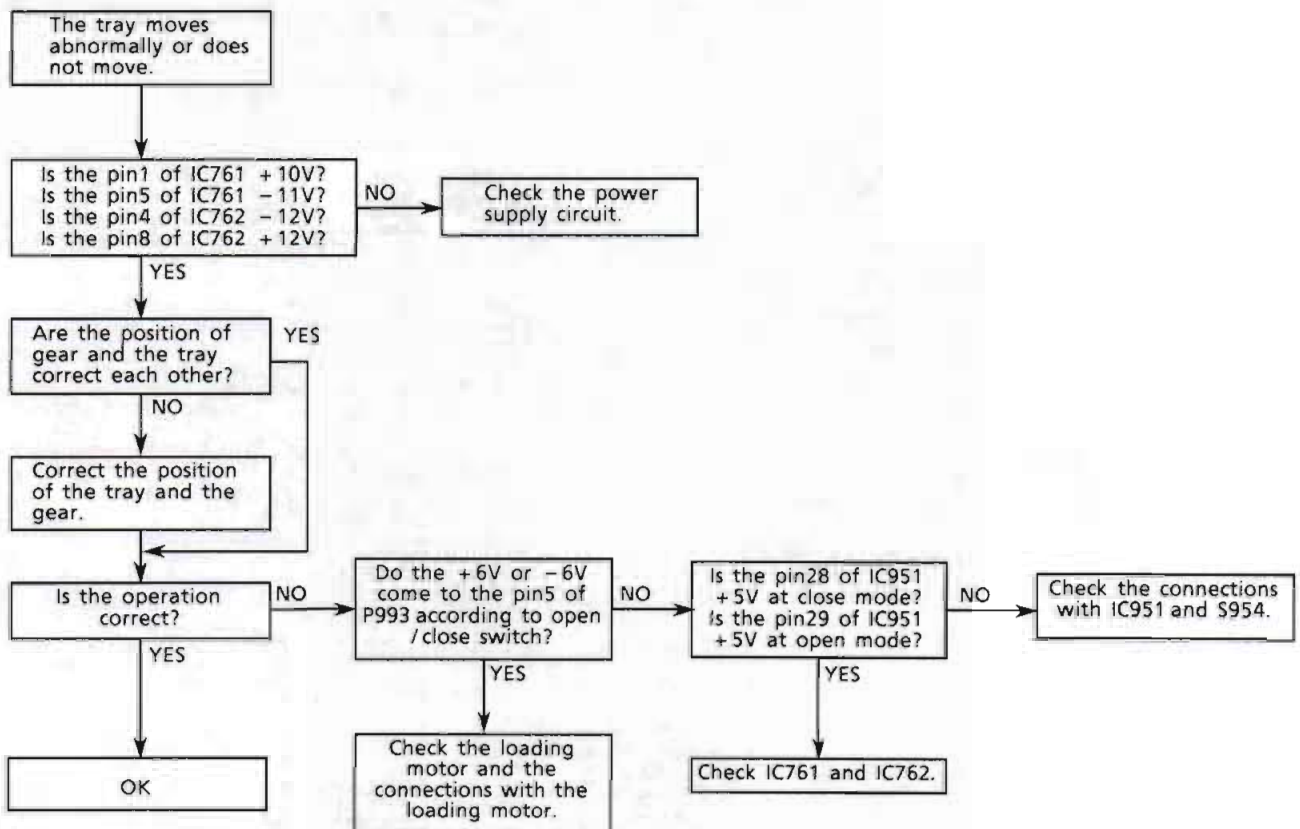 The tray moves
abnormally or does
not move.
Is the pin1 of IC761 +10V?
Is the pin5 of IC761 -11V?
Is the pin4 of IC762 -12V?
Is the pin8 of IC762 +12V?
NO
Check the power
supply circuit.
YES
Are the position of
gear and the tray
correct each other?
YES
NO
Correct the position
of the tray and the
gear.
Is the operation
correct?
NO
Do the +6V or -6V
come to the pin5 of
P993 according to open
/close switch?
NO
Is the pin28 of IC951
+5V at close mode?
Is the pin29 of IC951
+5V at open mode?
NO
Check the connections
with IC951 and S954.
YES
YES
YES
OK
Check the loading
motor and the
connections with the
loading motor.
Check IC761 and IC762.